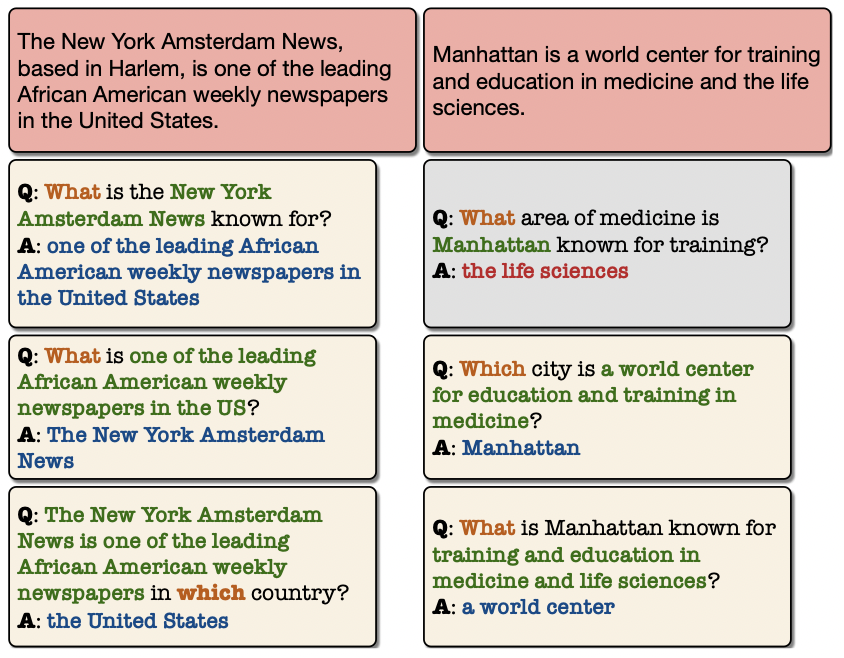 The New York Amsterdam News,
based in Harlem, is one of the leading
African American weekly newspapers
in the United States.
Q: What is the New York
Amsterdam News known for?
A: one of the leading African
American weekly newspapers in
the United States
Q: What is one of the leading
African American weekly
newspapers in the US?
A: The New York Amsterdam
News
Q: The New York Amsterdam
News is one of the leading
African American weekly
newspapers in which country?
A: the United States
Manhattan is a world center for training
and education in medicine and the life
sciences.
Q: What area of medicine is
Manhattan known for training?
A: the life sciences
Q: Which city is a world center
for education and training in
medicine?
A: Manhattan
Q: What is Manhattan known for
training and education in
medicine and life sciences?
A: a world center